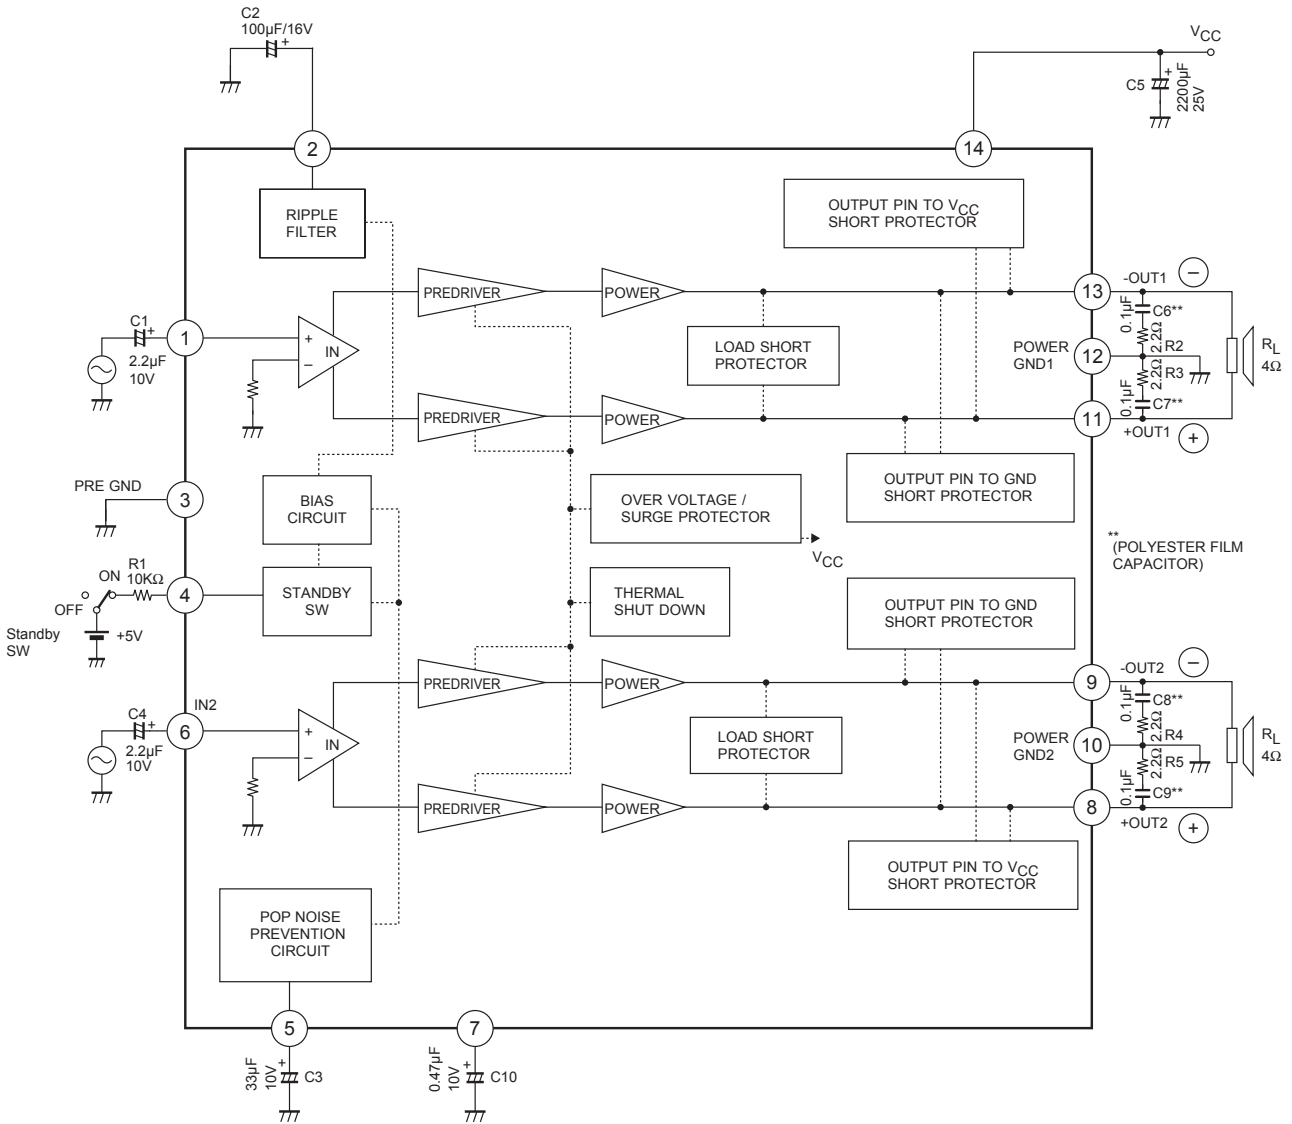 C2
100µF/16V
+
VCC
C5
+
2200µF
25V
2
14
RIPPLE
FILTER
OUTPUT PIN TO VCC
SHORT PROTECTOR
PREDRIVER
POWER
13
-OUT1
−
C1
+
2.2µF
10V
1
+
−
IN
LOAD SHORT
PROTECTOR
POWER
GND1
12
0.1µF
C6**
2.2Ω
R2
2.2Ω
R3
0.1µF
C7**
RL
4Ω
PREDRIVER
POWER
11
+OUT1
+
PRE GND
3
BIAS
CIRCUIT
OVER VOLTAGE /
SURGE PROTECTOR
VCC
OUTPUT PIN TO GND
SHORT PROTECTOR
**
(POLYESTER FILM
CAPACITOR)
R1
10KΩ
ON
OFF
4
Standby
SW
+5V
STANDBY
SW
THERMAL
SHUT DOWN
OUTPUT PIN TO GND
SHORT PROTECTOR
PREDRIVER
POWER
9
-OUT2
−
C4
+
2.2µF
10V
6
IN2
+
−
IN
LOAD SHORT
PROTECTOR
POWER
GND2
10
0.1µF
C8**
2.2Ω
R4
2.2Ω
R5
0.1µF
C9**
RL
4Ω
PREDRIVER
POWER
8
+OUT2
+
OUTPUT PIN TO VCC
SHORT PROTECTOR
POP NOISE
PREVENTION
CIRCUIT
5
7
33µF
10V
+
C3
0.47µF
10V
+
C10